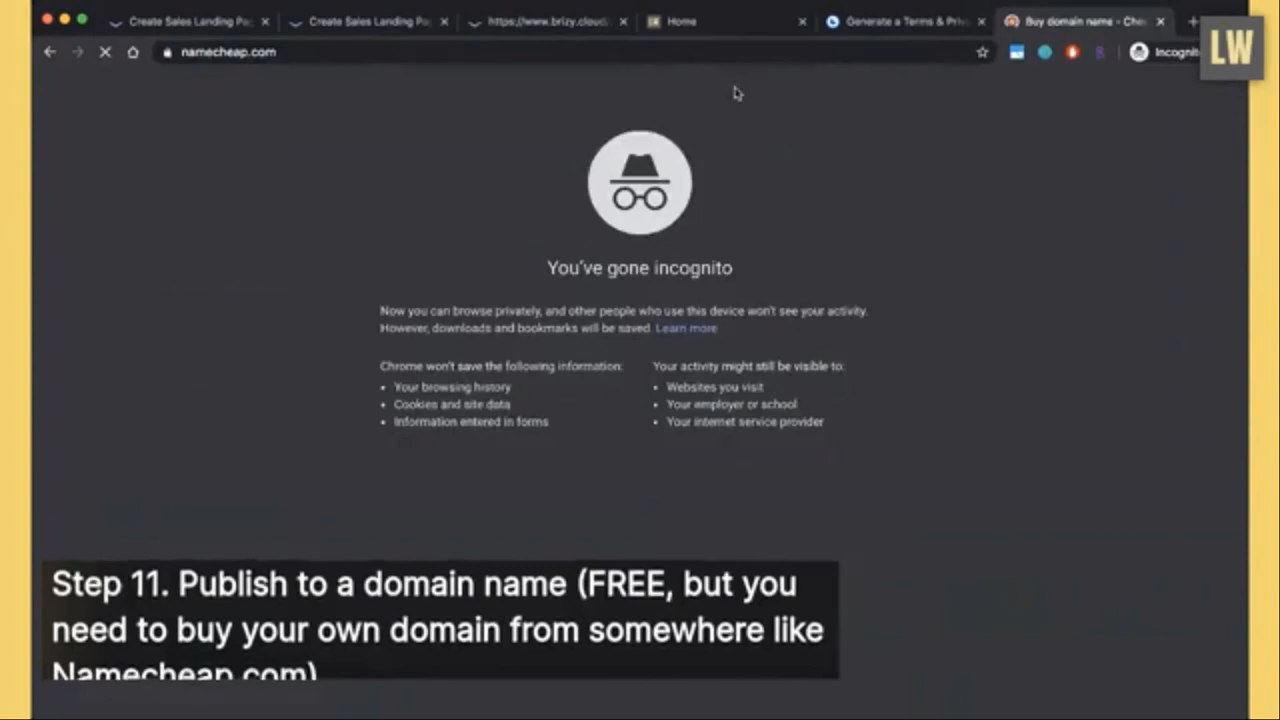 Create Sales Landing Pa
Create Sales Landing Pa
https://www.brizy.cloud
Home
Generate a Terms & Priv
Buy domain name - Che
namecheap.com
Incognit
LW
You've gone incognito
Now you can browse privately, and other people who use this device won't see your activity.
However, downloads and bookmarks will be saved. Learn more
Chrome won't save the following information:
Your activity might still be visible to:
• Your browsing history
• Websites you visit
• Cookies and site data
• Your employer or school
• Information entered in forms
• Your internet service provider
Step 11. Publish to a domain name (FREE, but you
need to buy your own domain from somewhere like
Namecheap.com)